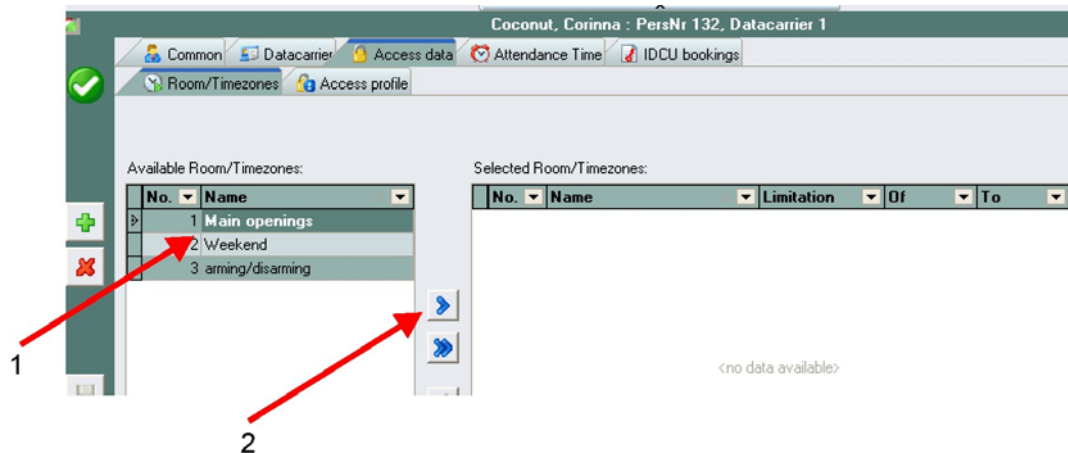 Coconut, Corinna : PersNr 132, Datacarrier 1
Common Datacarrier Access data Attendance Time IDCU bookings
Room/Timezones Access profile
Available Room/Timezones: Selected Room/Timezones:
No. Name No. Name Limitation Of To
1 Main openings
2 Weekend
3 arming/disarming
1
<no data available>
2